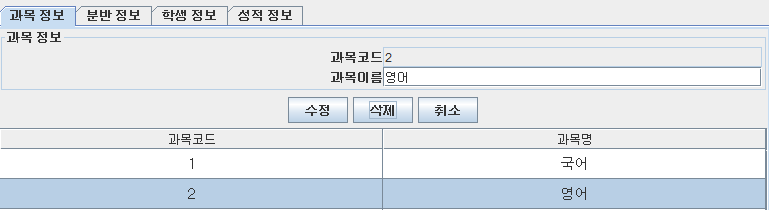 과목 정보 분반 정보 학생 정보 성적 정보
과목 정보
과목코드 2
과목이름 영어
수정 삭제 취소
과목코드 과목명
1 국어
2 영어